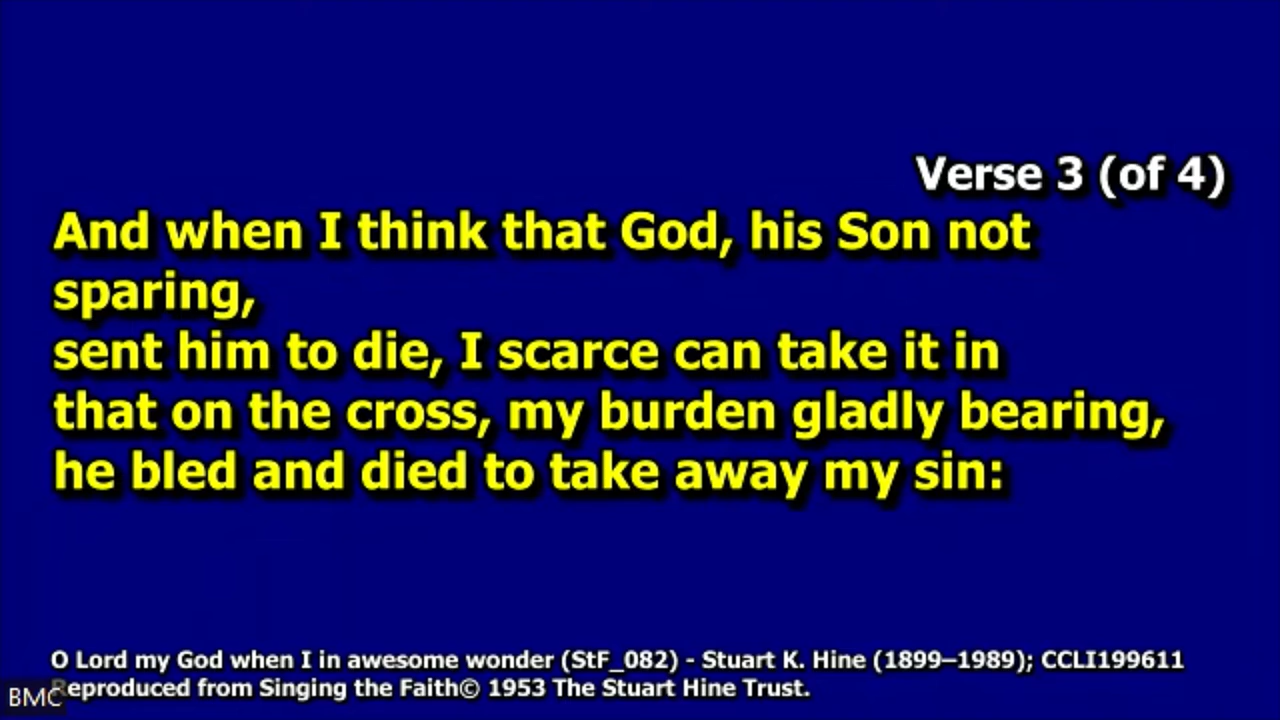 Verse 3 (of 4)
And when I think that God, his Son not
sparing,
sent him to die, I scarce can take it in
that on the cross, my burden gladly bearing,
he bled and died to take away my sin:
O Lord my God when I in awesome wonder (StF_082) - Stuart K. Hine (1899–1989); CCLI199611
Reproduced from Singing the Faith© 1953 The Stuart Hine Trust.
BMC